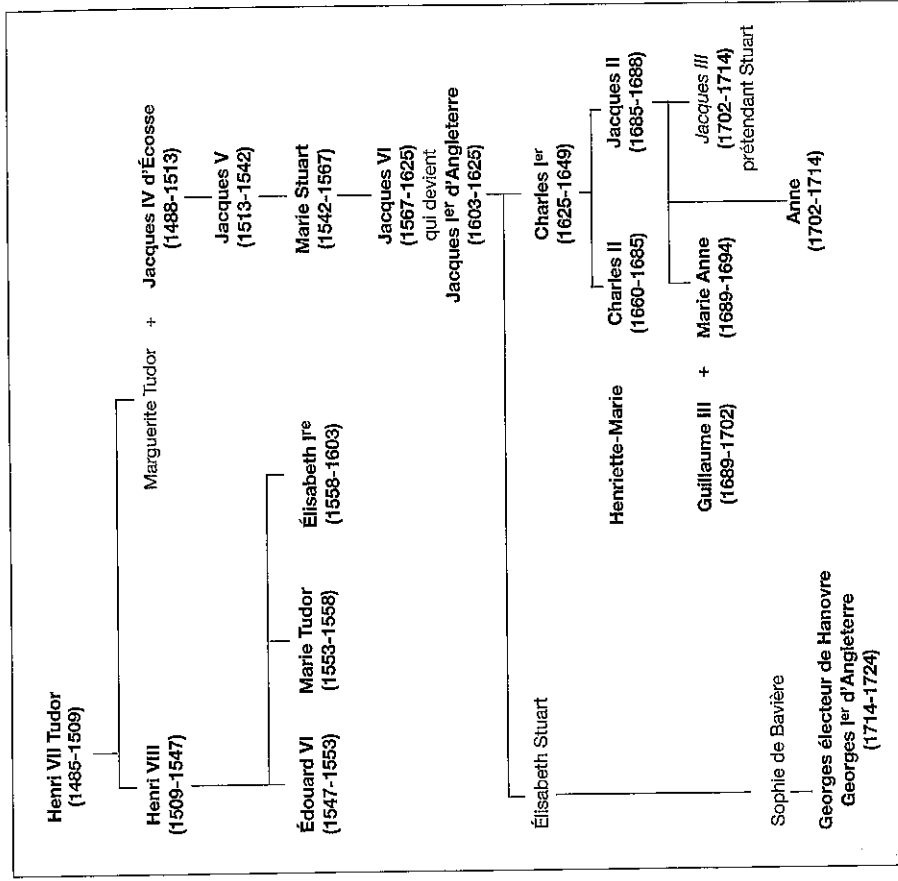 Henri VII Tudor
(1485-1509)
Henri VIII
(1509-1547)
Marguerite Tudor + Jacques IV d'Écosse
(1488-1513)
Jacques V
(1513-1542)
Édouard VI
(1547-1553)
Marie Tudor
(1553-1558)
Élisabeth Ire
(1558-1603)
Marie Stuart
(1542-1567)
Jacques VI
(1567-1625)
qui devient
Jacques Ier d'Angleterre
(1603-1625)
Élisabeth Stuart
Charles Ier
(1625-1649)
Henriette-Marie
Charles II
(1660-1685)
Jacques II
(1685-1688)
Guillaume III + Marie Anne
(1689-1702)
(1689-1694)
Jacques III
(1702-1714)
prétendant Stuart
Anne
(1702-1714)
Sophie de Bavière
Georges électeur de Hanovre
Georges Ier d'Angleterre
(1714-1724)